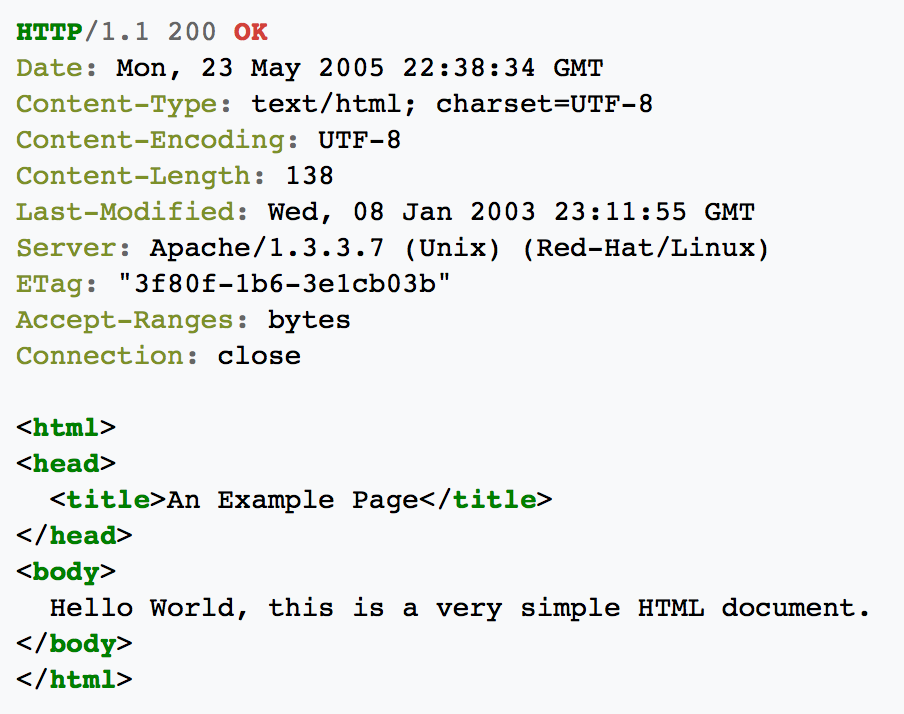 HTTP/1.1 200 OK
Date: Mon, 23 May 2005 22:38:34 GMT
Content-Type: text/html; charset=UTF-8
Content-Encoding: UTF-8
Content-Length: 138
Last-Modified: Wed, 08 Jan 2003 23:11:55 GMT
Server: Apache/1.3.3.7 (Unix) (Red-Hat/Linux)
ETag: "3f80f-1b6-3e1cb03b"
Accept-Ranges: bytes
Connection: close

<html>
<head>
  <title>An Example Page</title>
</head>
<body>
  Hello World, this is a very simple HTML document.
</body>
</html>